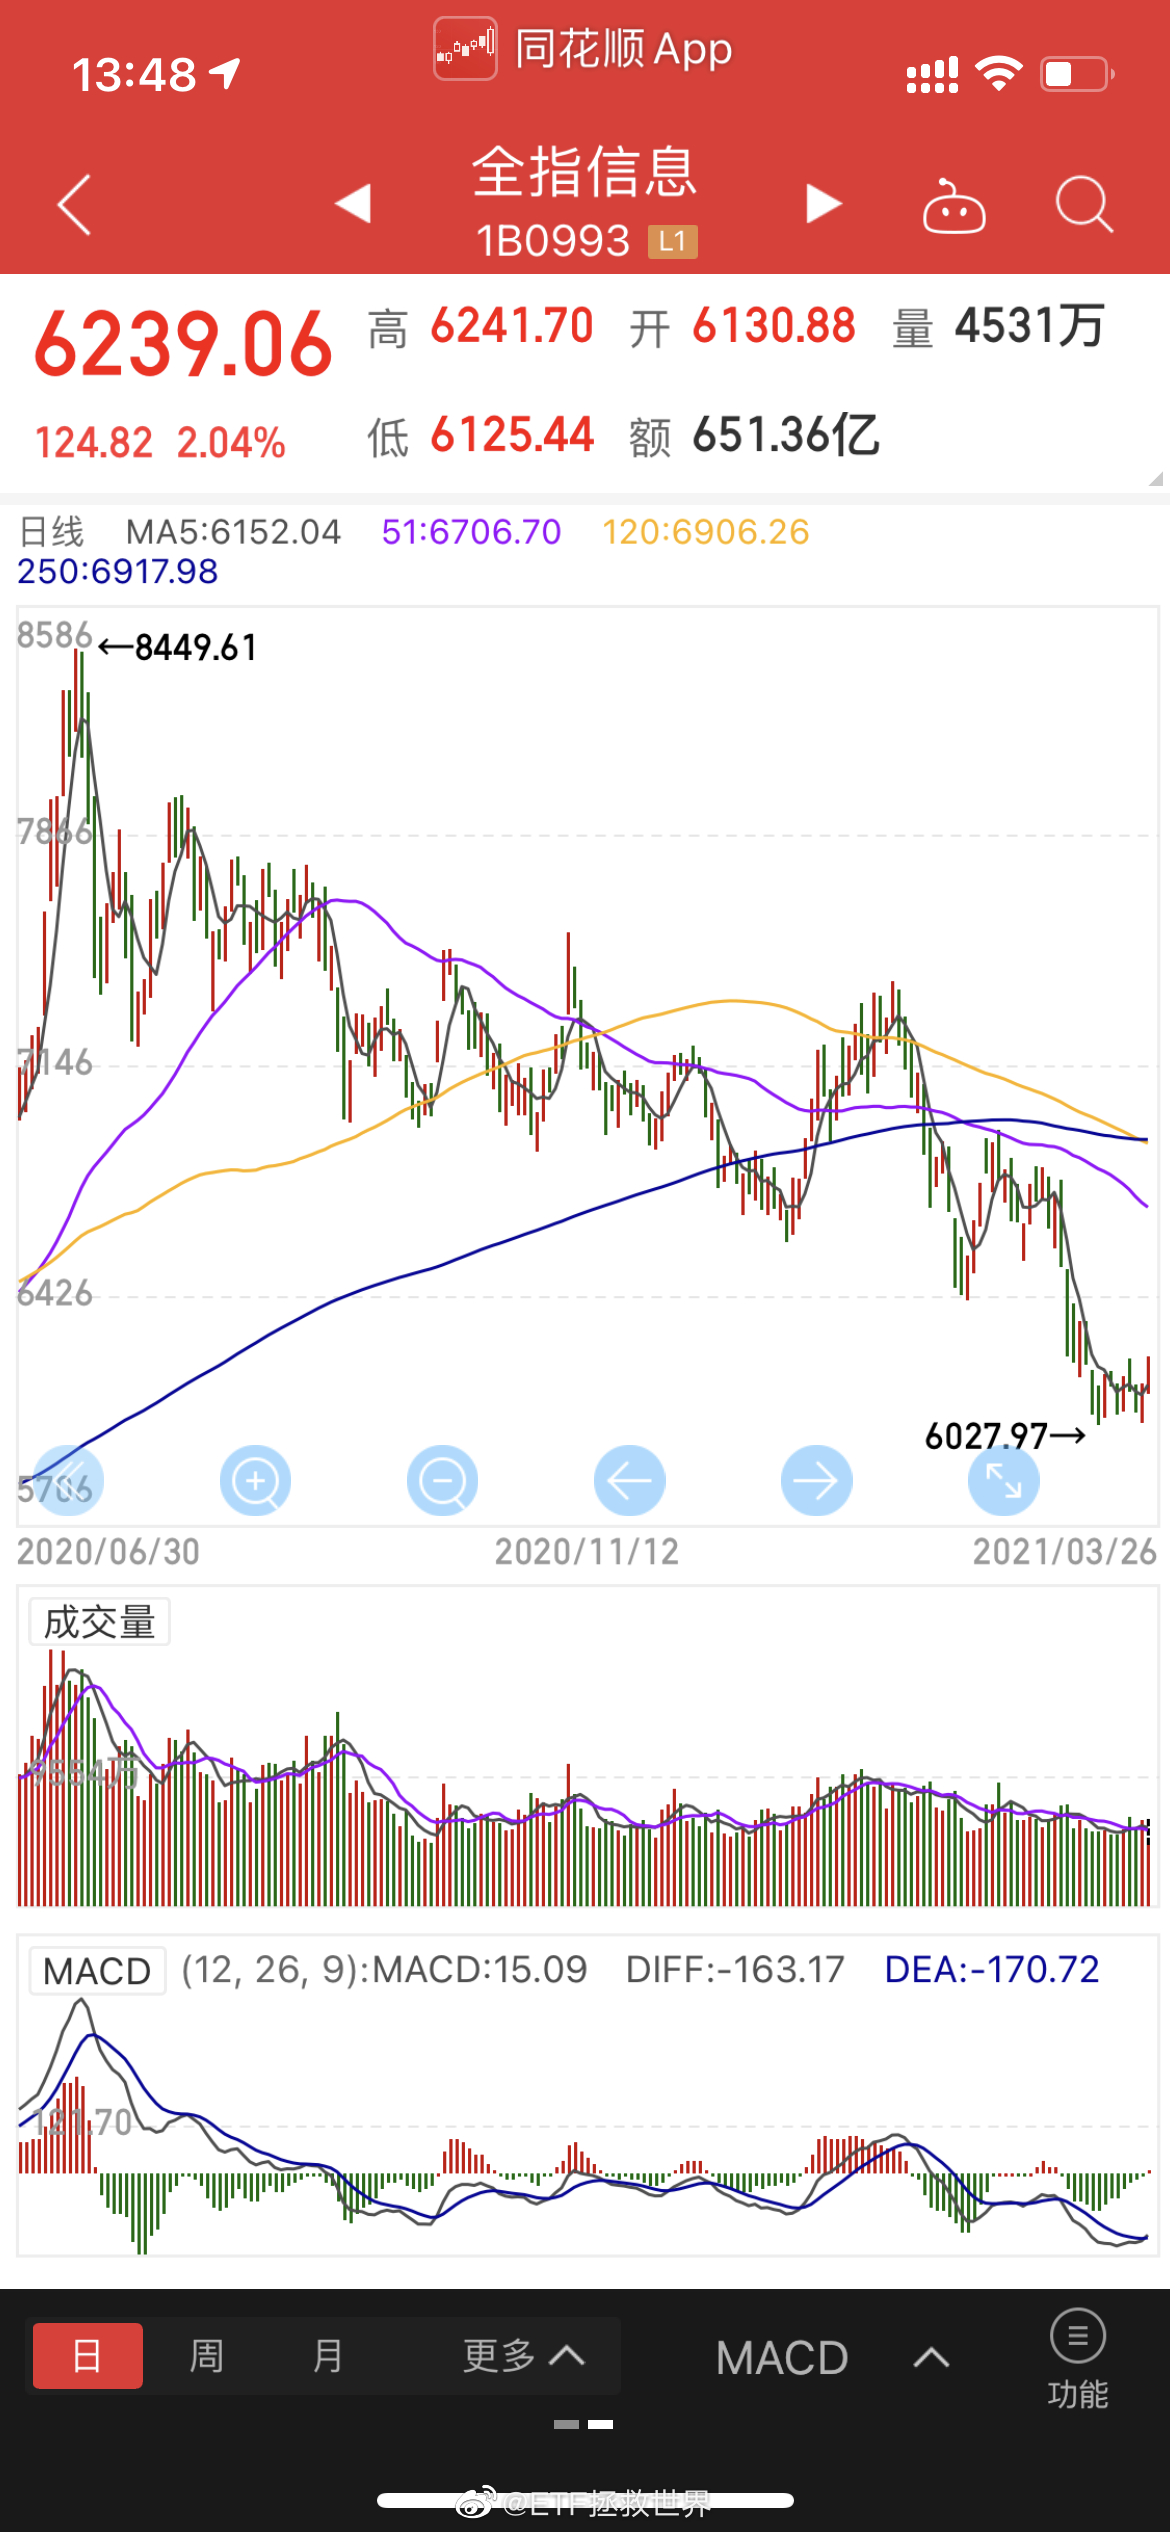 13:48
同花顺App
全指信息
1B0993 L1
6239.06 高 6241.70 开 6130.88 量 4531万
124.82 2.04% 低 6125.44 额 651.36亿
日线 MA5:6152.04 51:6706.70 120:6906.26
250:6917.98
8586
←8449.61
7866
7146
6426
6027.97→
5706
2020/06/30 2020/11/12 2021/03/26
成交量
9554万
MACD (12, 26, 9):MACD:15.09 DIFF:-163.17 DEA:-170.72
121.70
日 周 月 更多 MACD
功能
@ETF拯救世界